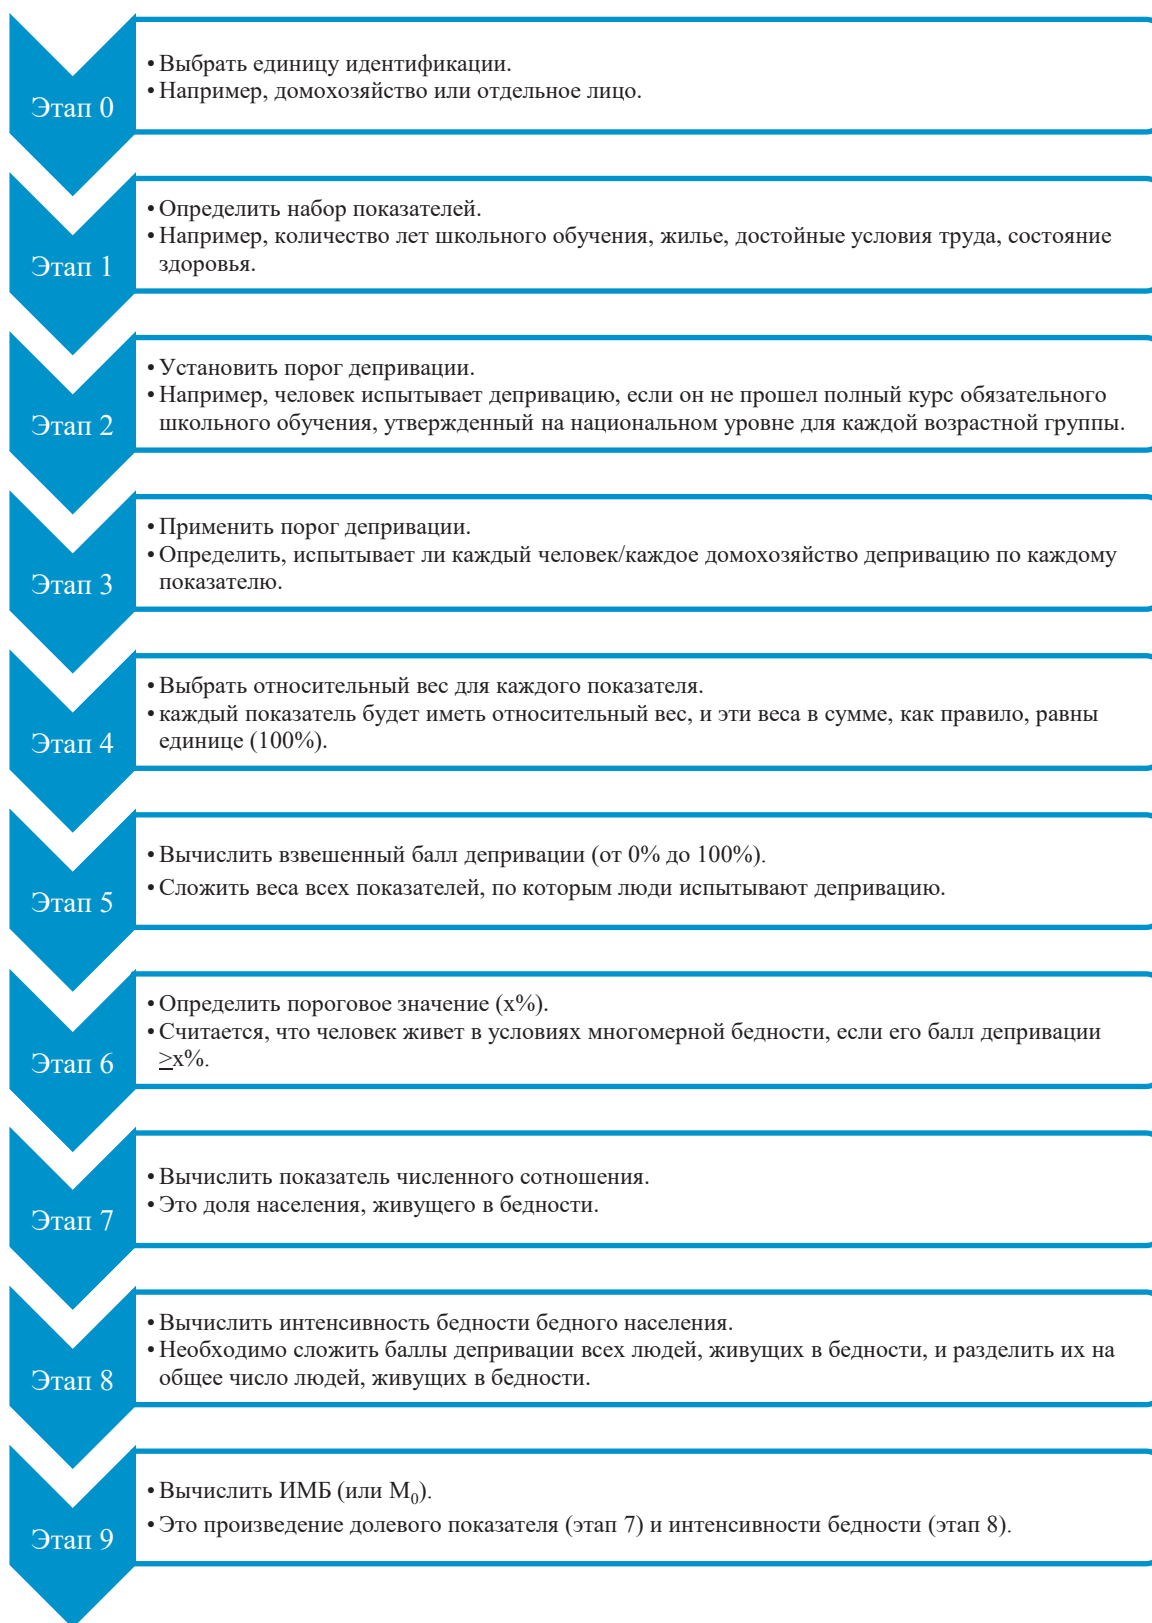 Этап 0
• Выбрать единицу идентификации.
• Например, домохозяйство или отдельное лицо.
Этап 1
• Определить набор показателей.
• Например, количество лет школьного обучения, жилье, достойные условия труда, состояние
здоровья.
Этап 2
• Установить порог депривации.
• Например, человек испытывает депривацию, если он не прошел полный курс обязательного
школьного обучения, утвержденный на национальном уровне для каждой возрастной группы.
Этап 3
• Применить порог депривации.
• Определить, испытывает ли каждый человек/каждое домохозяйство депривацию по каждому
показателю.
Этап 4
• Выбрать относительный вес для каждого показателя.
• каждый показатель будет иметь относительный вес, и эти веса в сумме, как правило, равны
единице (100%).
Этап 5
• Вычислить взвешенный балл депривации (от 0% до 100%).
• Сложить веса всех показателей, по которым люди испытывают депривацию.
Этап 6
• Определить пороговое значение (x%).
• Считается, что человек живет в условиях многомерной бедности, если его балл депривации
≥x%.
Этап 7
• Вычислить показатель численного сотношения.
• Это доля населения, живущего в бедности.
Этап 8
• Вычислить интенсивность бедности бедного населения.
• Необходимо сложить баллы депривации всех людей, живущих в бедности, и разделить их на
общее число людей, живущих в бедности.
Этап 9
• Вычислить ИМБ (или M₀).
• Это произведение долевого показателя (этап 7) и интенсивности бедности (этап 8).